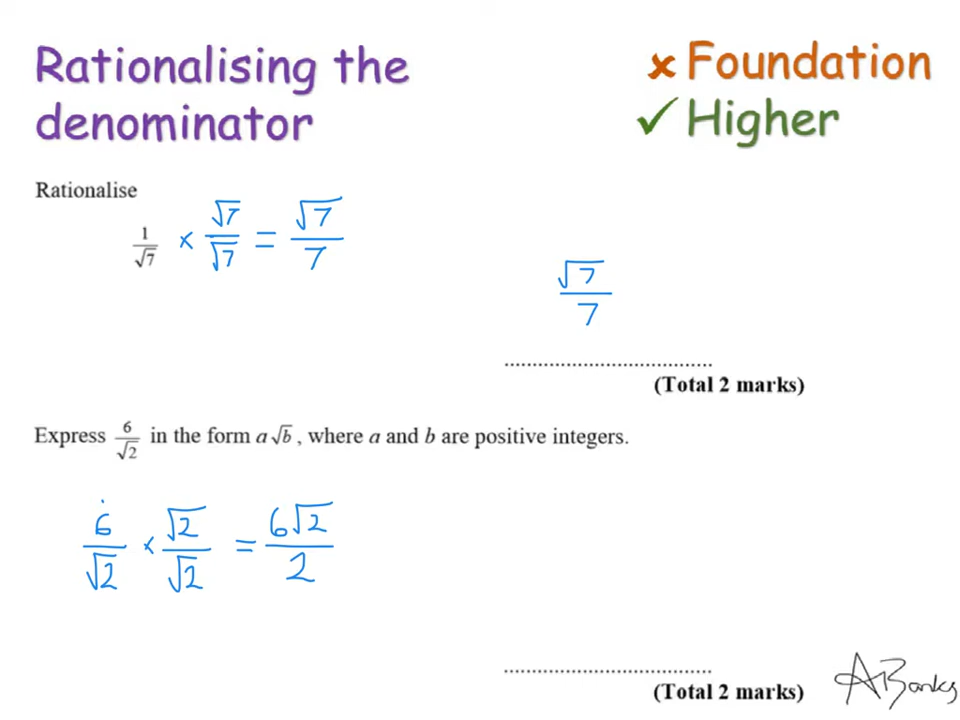 Rationalising the
denominator
✗ Foundation
✓ Higher
Rationalise
1/√7 × √7/√7 = √7/7
√7/7
........................................
(Total 2 marks)
Express 6/√2 in the form a√b, where a and b are positive integers.
6/√2 × √2/√2 = 6√2/2
........................................
(Total 2 marks)
ABanks